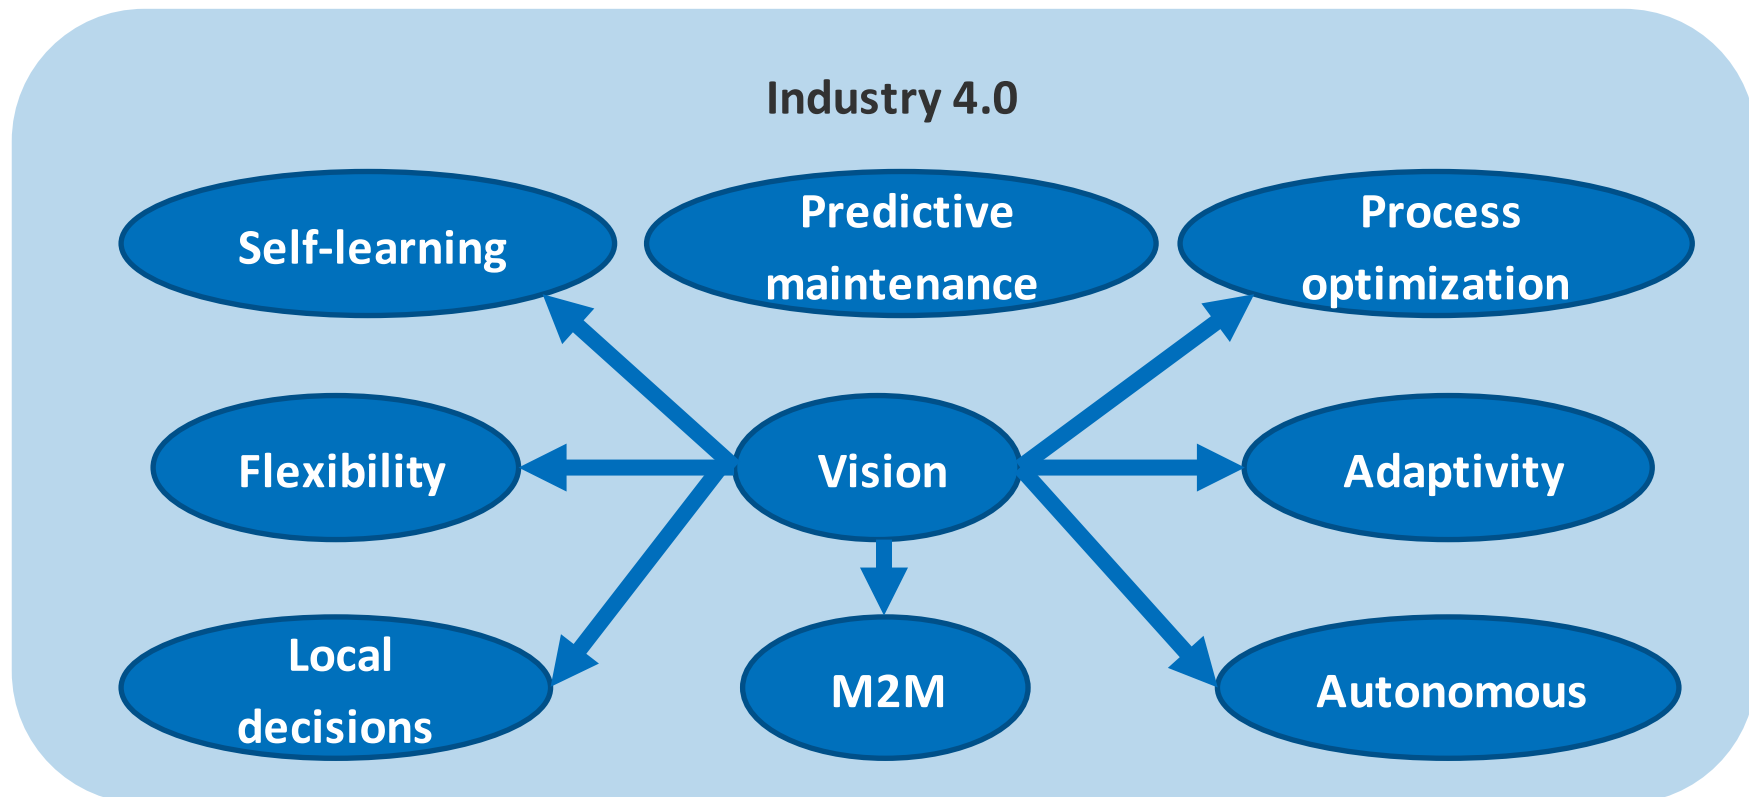 Industry 4.0
Self-learning
Predictive
maintenance
Process
optimization
Flexibility
Vision
Adaptivity
Local
decisions
M2M
Autonomous